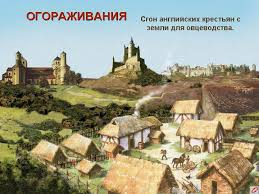 ОГОРАЖИВАНИЯ
Сгон английских крестьян с
земли для овцеводства.